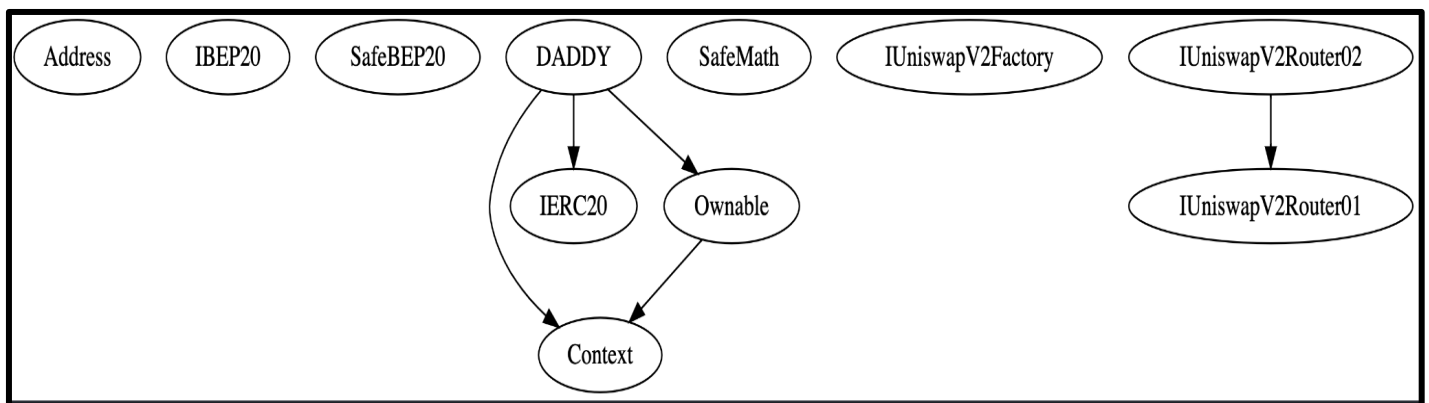 Address
IBEP20
SafeBEP20
DADDY
SafeMath
IUniswapV2Factory
IUniswapV2Router02
IERC20
Ownable
IUniswapV2Router01
Context